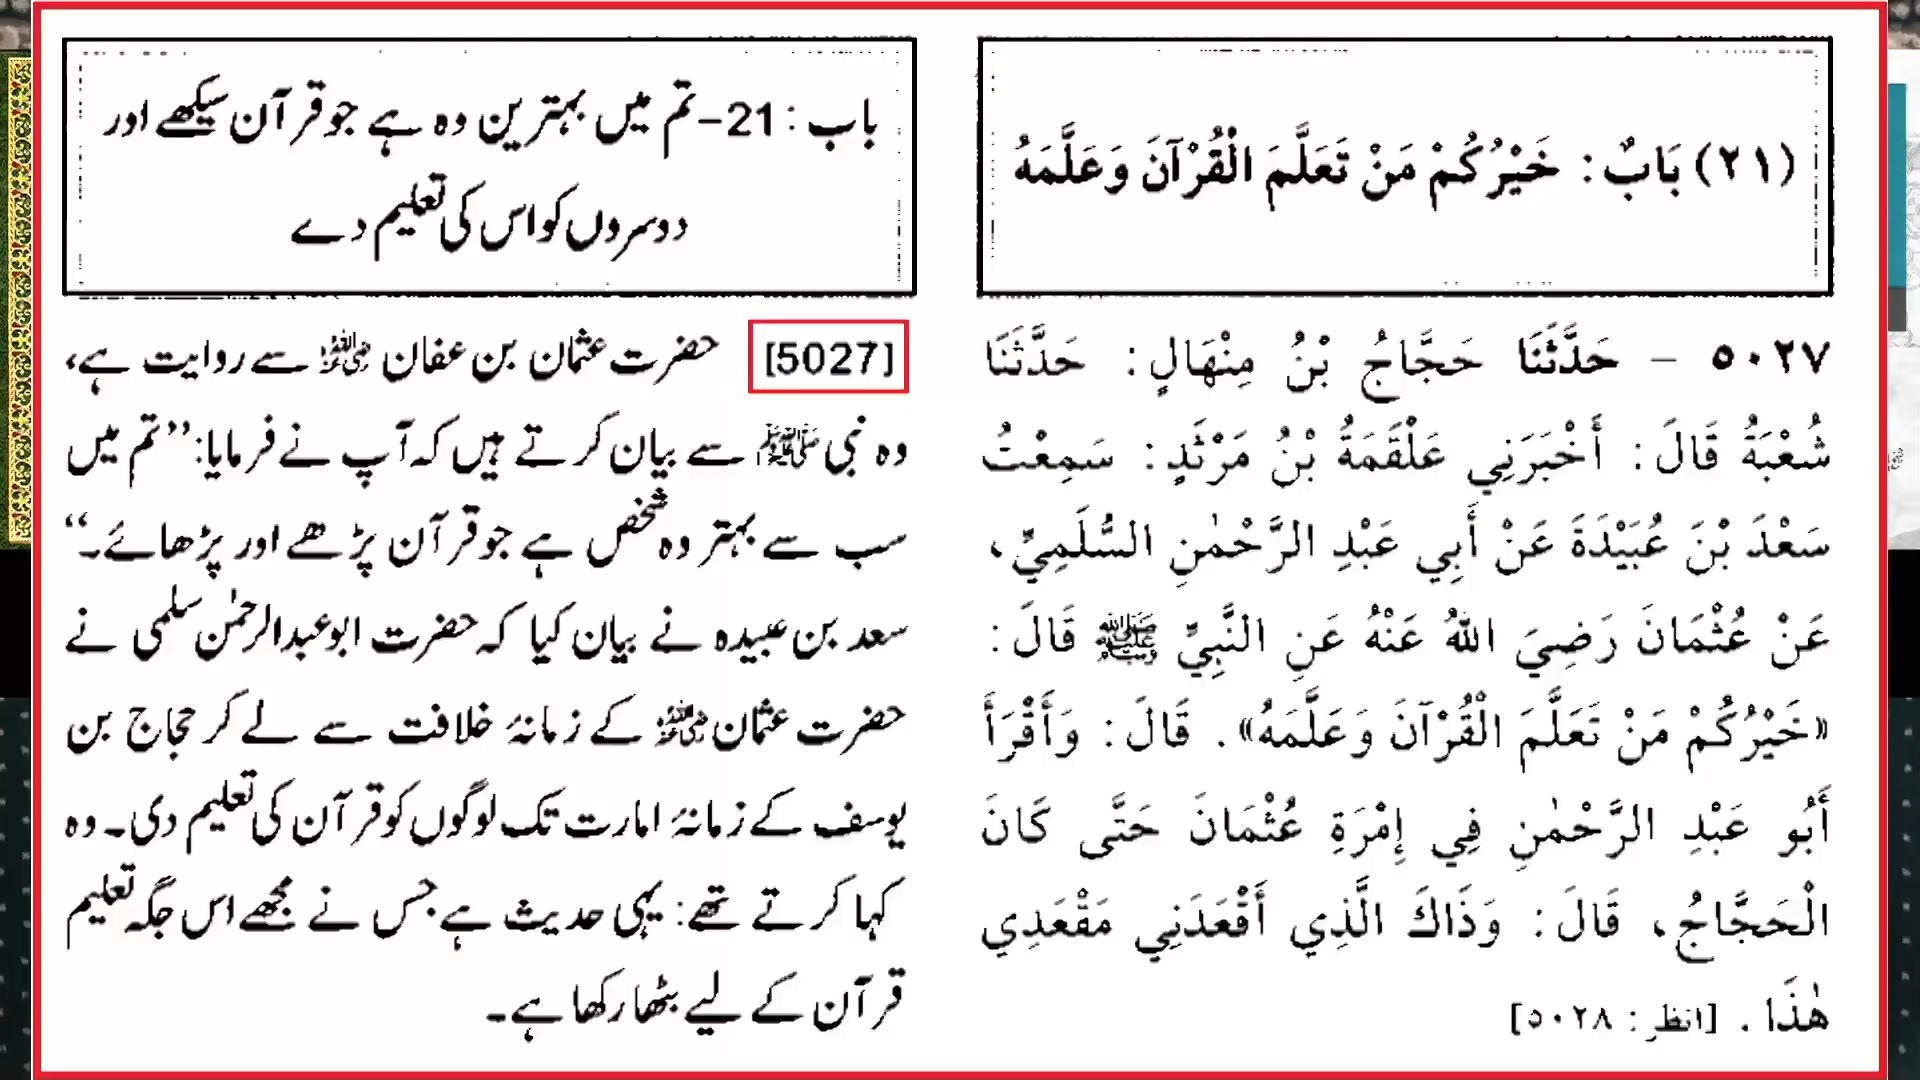 (٢١) بَابٌ : خَيْرُكُمْ مَنْ تَعَلَّمَ الْقُرْآنَ وَعَلَّمَهُ
٥٠٢٧ - حَدَّثَنَا حَجَّاجُ بْنُ مِنْهَالٍ : حَدَّثَنَا
شُعْبَةُ قَالَ : أَخْبَرَنِي عَلْقَمَةُ بْنُ مَرْثَدٍ : سَمِعْتُ
سَعْدَ بْنَ عُبَيْدَةَ عَنْ أَبِي عَبْدِ الرَّحْمٰنِ السُّلَمِيِّ ،
عَنْ عُثْمَانَ رَضِيَ اللهُ عَنْهُ عَنِ النَّبِيِّ ﷺ قَالَ :
«خَيْرُكُمْ مَنْ تَعَلَّمَ الْقُرْآنَ وَعَلَّمَهُ» . قَالَ : وَأَقْرَأَ
أَبُو عَبْدِ الرَّحْمٰنِ فِي إِمْرَةِ عُثْمَانَ حَتَّى كَانَ
الْحَجَّاجُ ، قَالَ : وَذَاكَ الَّذِي أَقْعَدَنِي مَقْعَدِي
هٰذَا . [انظر : ٥٠٢٨]
باب : 21- تم میں بہترین وہ ہے جو قرآن سیکھے اور
دوسروں کو اس کی تعلیم دے
[5027] حضرت عثمان بن عفان ؓ سے روایت ہے،
وہ نبی ﷺ سے بیان کرتے ہیں کہ آپ نے فرمایا: ’’تم میں
سب سے بہتر وہ شخص ہے جو قرآن پڑھے اور پڑھائے۔‘‘
سعد بن عبیدہ نے بیان کیا کہ حضرت ابوعبدالرحمٰن سلمی نے
حضرت عثمان ؓ کے زمانۂ خلافت سے لے کر حجاج بن
یوسف کے زمانۂ امارت تک لوگوں کو قرآن کی تعلیم دی۔ وہ
کہا کرتے تھے: یہی حدیث ہے جس نے مجھے اس جگہ تعلیم
قرآن کے لیے بٹھا رکھا ہے۔